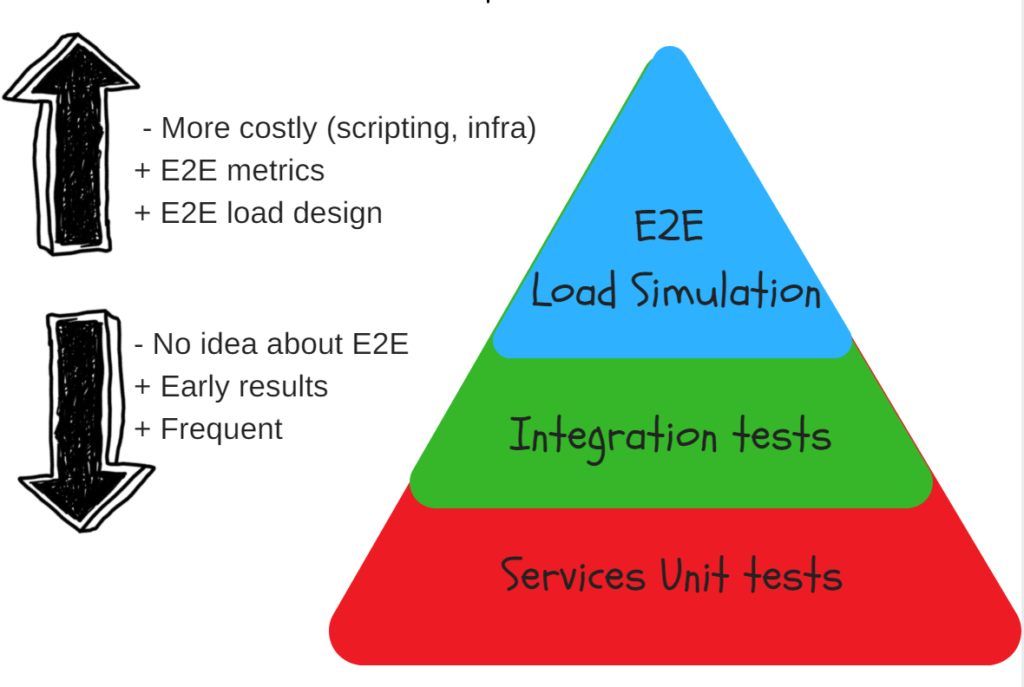 - More costly (scripting, infra)
+ E2E metrics
+ E2E load design
- No idea about E2E
+ Early results
+ Frequent
E2E
Load Simulation
Integration tests
Services Unit tests